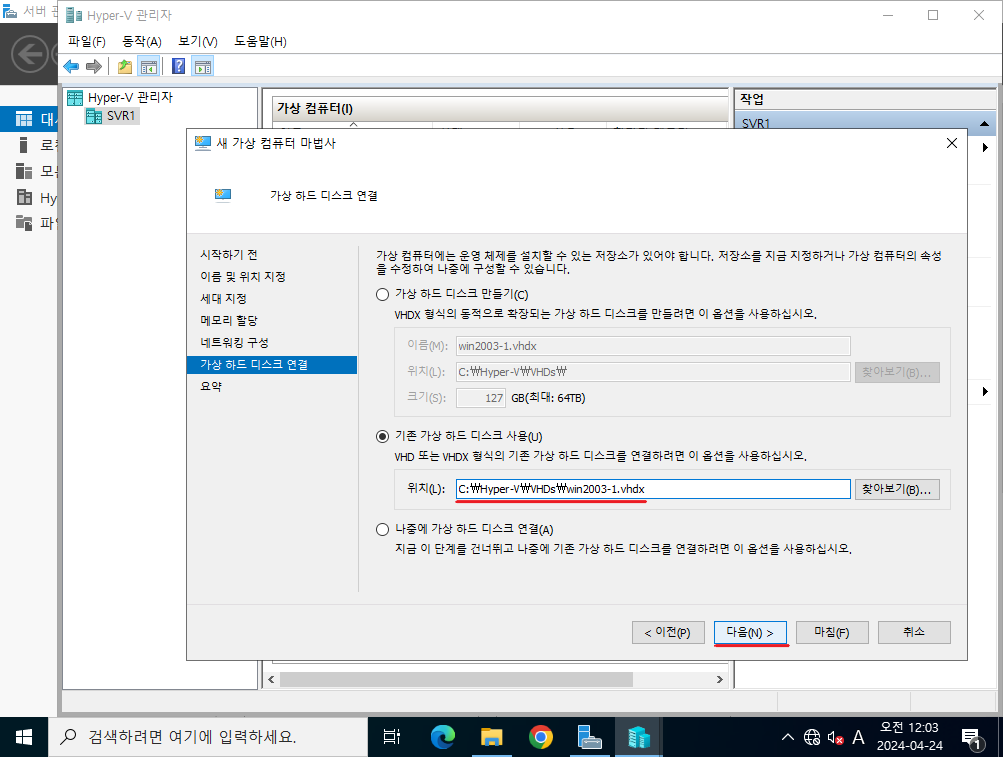 서버 관
Hyper-V 관리자
파일(F) 동작(A) 보기(V) 도움말(H)
?
대
로
모
Hy
파
Hyper-V 관리자
SVR1
가상 컴퓨터(I)
작업
SVR1
새 가상 컴퓨터 마법사
가상 하드 디스크 연결
시작하기 전
이름 및 위치 지정
세대 지정
메모리 할당
네트워킹 구성
가상 하드 디스크 연결
요약
가상 컴퓨터에는 운영 체제를 설치할 수 있는 저장소가 있어야 합니다. 저장소를 지금 지정하거나 가상 컴퓨터의 속성
을 수정하여 나중에 구성할 수 있습니다.
가상 하드 디스크 만들기(C)
VHDX 형식의 동적으로 확장되는 가상 하드 디스크를 만들려면 이 옵션을 사용하십시오.
이름(M): win2003-1.vhdx
위치(L): C:₩Hyper-V₩VHDs₩ 찾아보기(B)...
크기(S): 127 GB(최대: 64TB)
기존 가상 하드 디스크 사용(U)
VHD 또는 VHDX 형식의 기존 가상 하드 디스크를 연결하려면 이 옵션을 사용하십시오.
위치(L): C:₩Hyper-V₩VHDs₩win2003-1.vhdx 찾아보기(B)...
나중에 가상 하드 디스크 연결(A)
지금 이 단계를 건너뛰고 나중에 기존 가상 하드 디스크를 연결하려면 이 옵션을 사용하십시오.
< 이전(P) 다음(N) > 마침(F) 취소
검색하려면 여기에 입력하세요.
A
오전 12:03
2024-04-24
1